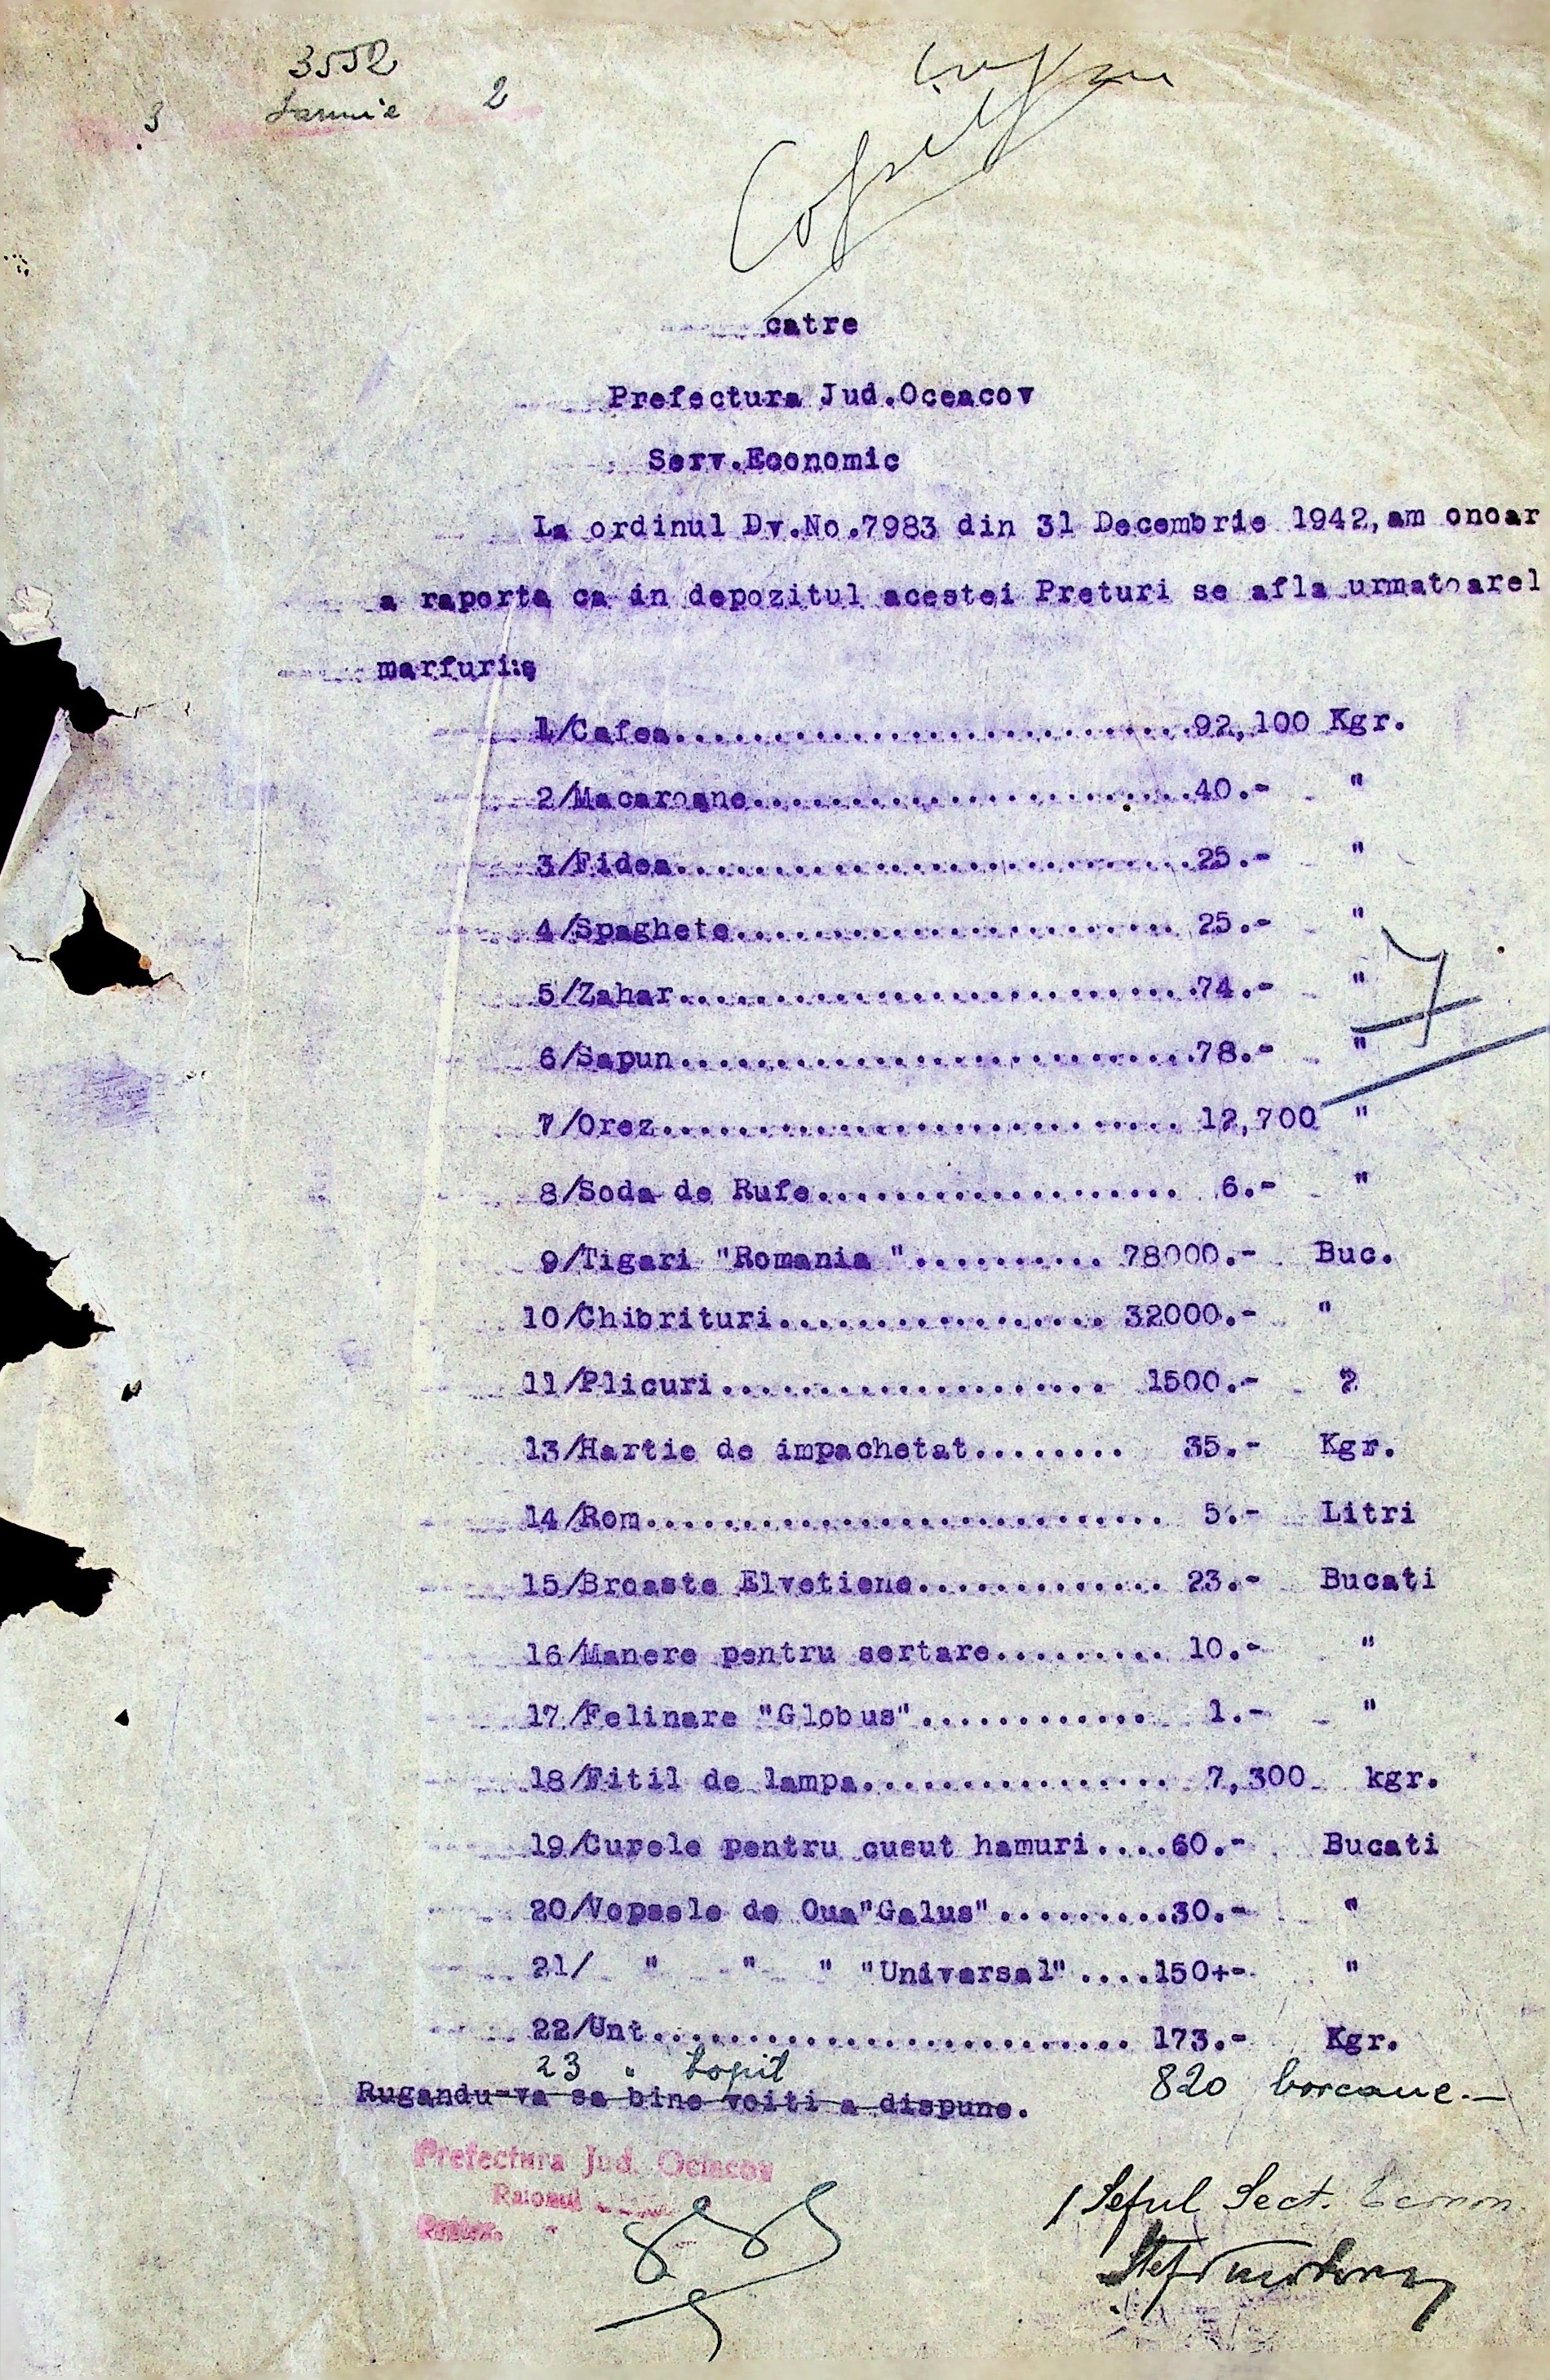 3552
3 2
catre
Prefectura Jud.Oceacov
Serv.Economic
La ordinul Dv.No.7983 din 31 Decembrie 1942,am onoar
a raporta ca in depozitul acestei Preturi se afla urmatoarel
marfuri:
1/Cafea............................92,100 Kgr.
2/Macaroane........................40.- "
3/Fidea............................25.- "
4/Spaghete........................ 25.- "
5/Zahar............................74.- "
7
6/Sapun............................78.- "
7/Orez........................... 12,700 "
8/Soda de Rufe................... 6.- "
9/Tigari "Romania ".......... 78000.- Buc.
10/Chibrituri................. 32000.- "
11/Plicuri.................... 1500.- ?
13/Hartie de impachetat........ 35.- Kgr.
14/Rom........................... 5.- Litri
15/Broaste Elvetiene............. 23.- Bucati
16/Manere pentru sertare......... 10.- "
17/Felinare "Globus"............ 1.- "
18/Fitil de lampa................ 7,300 kgr.
19/Curele pentru cusut hamuri....60.- Bucati
20/Vopsele de Oua"Galus".........30.- "
21/ " " " "Universal"....150+- "
22/Unt......................... 173.- Kgr.
23 " topit 820 borcane.-
Rugandu-va sa bine voiti a dispune.
Prefectura Jud. Oceacov
Raionul
Seful Sect. Econom.